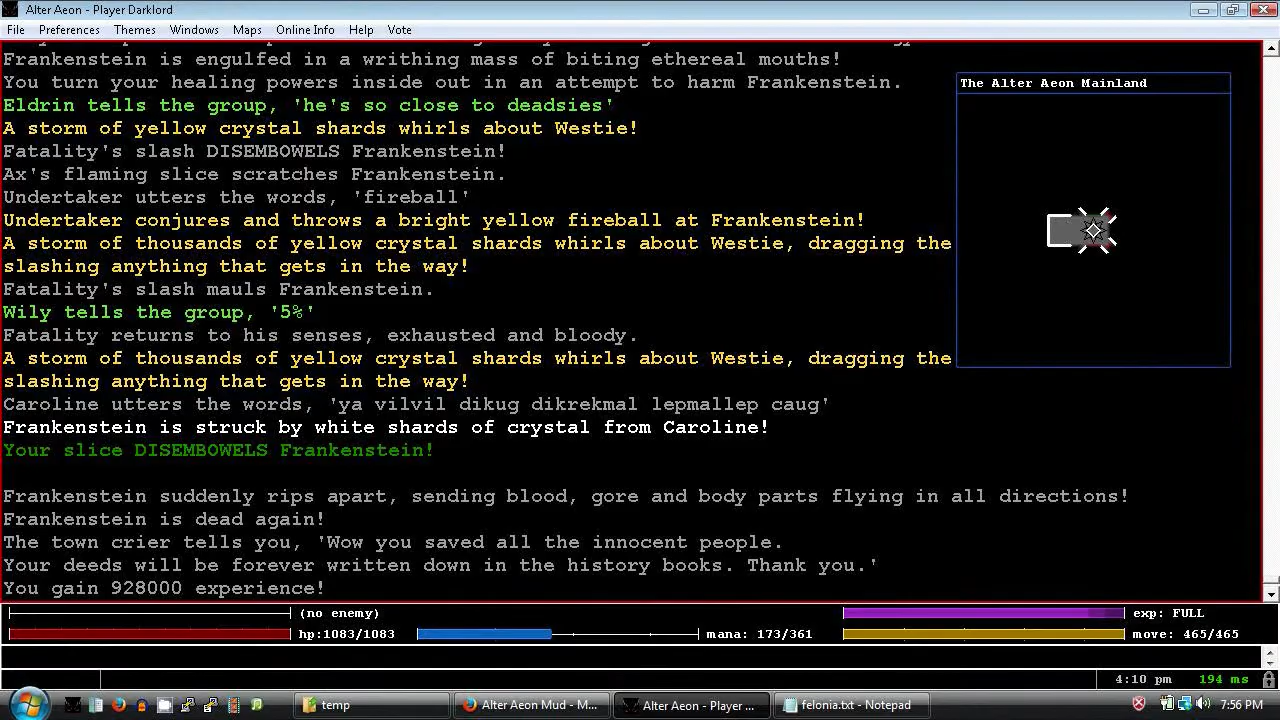 Alter Aeon - Player Darklord
File Preferences Themes Windows Maps Online Info Help Vote
Frankenstein is engulfed in a writhing mass of biting ethereal mouths!
You turn your healing powers inside out in an attempt to harm Frankenstein.
Eldrin tells the group, 'he's so close to deadsies'
A storm of yellow crystal shards whirls about Westie!
Fatality's slash DISEMBOWELS Frankenstein!
Ax's flaming slice scratches Frankenstein.
Undertaker utters the words, 'fireball'
Undertaker conjures and throws a bright yellow fireball at Frankenstein!
A storm of thousands of yellow crystal shards whirls about Westie, dragging the
slashing anything that gets in the way!
Fatality's slash mauls Frankenstein.
Wily tells the group, '5%'
Fatality returns to his senses, exhausted and bloody.
A storm of thousands of yellow crystal shards whirls about Westie, dragging the
slashing anything that gets in the way!
Caroline utters the words, 'ya vilvil dikug dikrekmal lepmallep caug'
Frankenstein is struck by white shards of crystal from Caroline!
Your slice DISEMBOWELS Frankenstein!
Frankenstein suddenly rips apart, sending blood, gore and body parts flying in all directions!
Frankenstein is dead again!
The town crier tells you, 'Wow you saved all the innocent people.
Your deeds will be forever written down in the history books. Thank you.'
You gain 928000 experience!
The Alter Aeon Mainland
(no enemy) exp: FULL
hp:1083/1083 mana: 173/361 move: 465/465
4:10 pm 194 ms
temp Alter Aeon Mud - M... Alter Aeon - Player ... felonia.txt - Notepad 7:56 PM